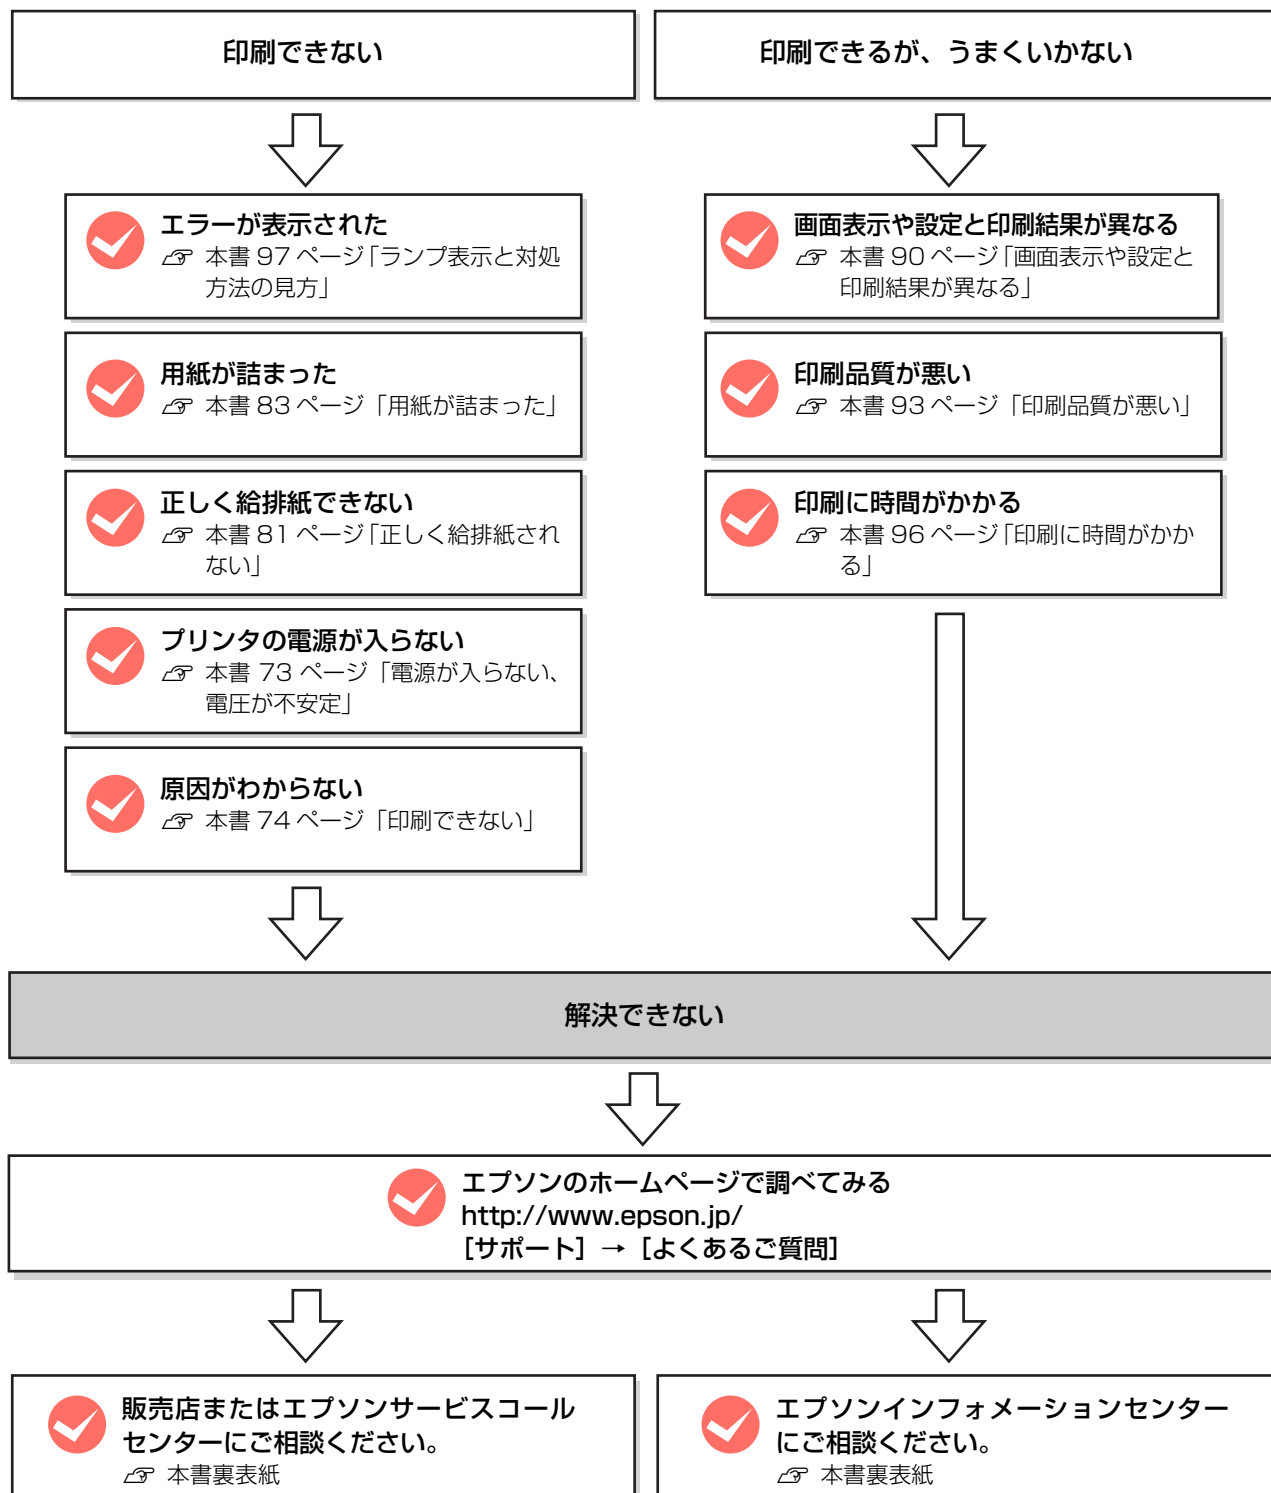 印刷できない
印刷できるが、うまくいかない
エラーが表示された
☞ 本書 97 ページ「ランプ表示と対処
方法の見方」
用紙が詰まった
☞ 本書 83 ページ「用紙が詰まった」
正しく給排紙できない
☞ 本書 81 ページ「正しく給排紙され
ない」
プリンタの電源が入らない
☞ 本書 73 ページ「電源が入らない、
電圧が不安定」
原因がわからない
☞ 本書 74 ページ「印刷できない」
画面表示や設定と印刷結果が異なる
☞ 本書 90 ページ「画面表示や設定と
印刷結果が異なる」
印刷品質が悪い
☞ 本書 93 ページ「印刷品質が悪い」
印刷に時間がかかる
☞ 本書 96 ページ「印刷に時間がかか
る」
解決できない
エプソンのホームページで調べてみる
http://www.epson.jp/
［サポート］→［よくあるご質問］
販売店またはエプソンサービスコール
センターにご相談ください。
☞ 本書裏表紙
エプソンインフォメーションセンター
にご相談ください。
☞ 本書裏表紙